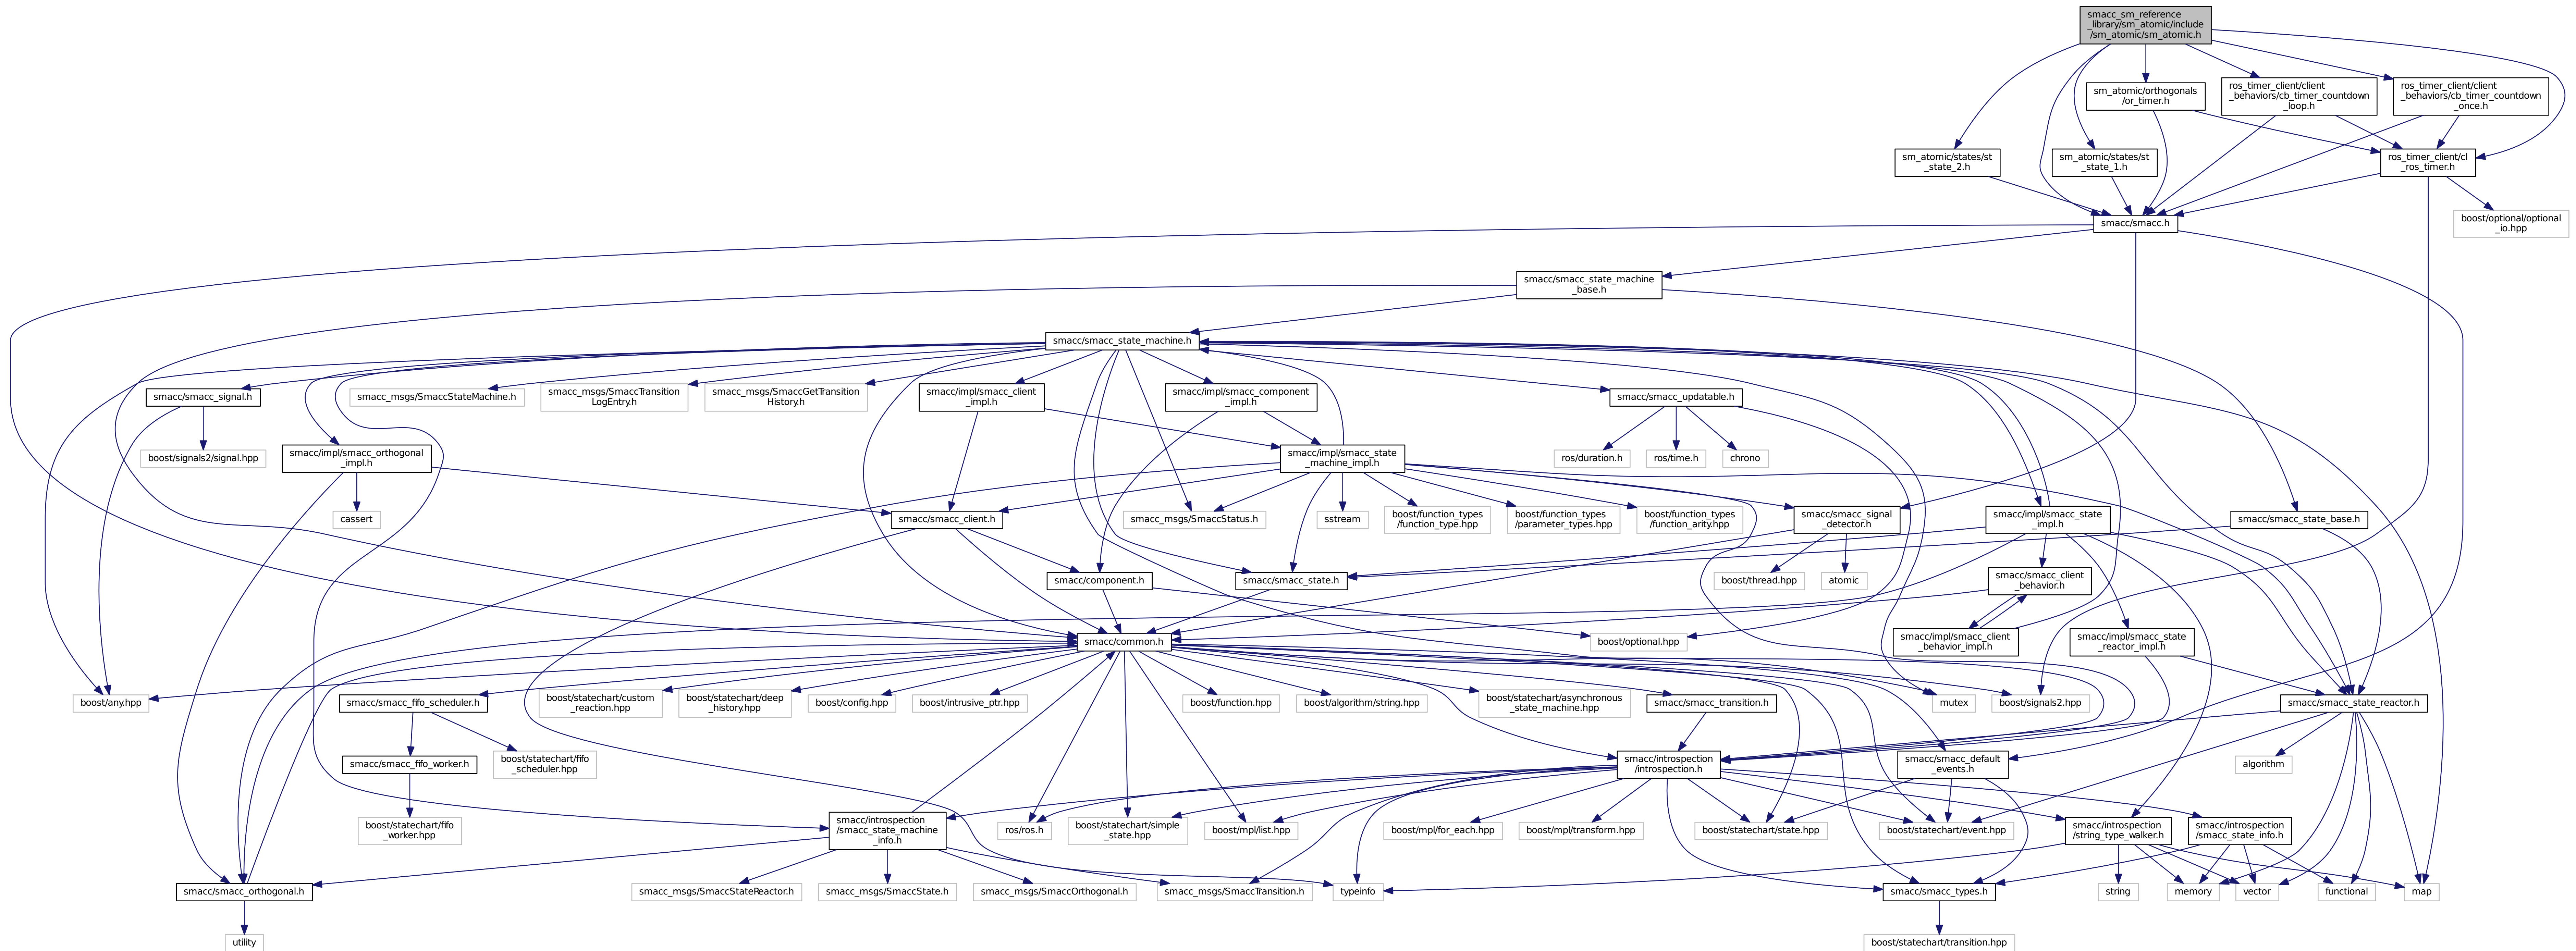 smacc_sm_reference
_library/sm_atomic/include
/sm_atomic/sm_atomic.h
sm_atomic/orthogonals
/or_timer.h
ros_timer_client/client
_behaviors/cb_timer_countdown
_loop.h
ros_timer_client/client
_behaviors/cb_timer_countdown
_once.h
sm_atomic/states/st
_state_2.h
sm_atomic/states/st
_state_1.h
ros_timer_client/cl
_ros_timer.h
smacc/smacc.h
boost/optional/optional
_io.hpp
smacc/smacc_state_machine
_base.h
smacc/smacc_state_machine.h
smacc/smacc_signal.h
smacc_msgs/SmaccStateMachine.h
smacc_msgs/SmaccTransition
LogEntry.h
smacc_msgs/SmaccGetTransition
History.h
smacc/impl/smacc_client
_impl.h
smacc/impl/smacc_component
_impl.h
smacc/smacc_updatable.h
boost/signals2/signal.hpp
smacc/impl/smacc_orthogonal
_impl.h
smacc/impl/smacc_state
_machine_impl.h
ros/duration.h
ros/time.h
chrono
cassert
smacc/smacc_client.h
smacc_msgs/SmaccStatus.h
sstream
boost/function_types
/function_type.hpp
boost/function_types
/parameter_types.hpp
boost/function_types
/function_arity.hpp
smacc/smacc_signal
_detector.h
smacc/impl/smacc_state
_impl.h
smacc/smacc_state_base.h
smacc/component.h
smacc/smacc_state.h
boost/thread.hpp
atomic
smacc/smacc_client
_behavior.h
smacc/common.h
boost/optional.hpp
smacc/impl/smacc_client
_behavior_impl.h
smacc/impl/smacc_state
_reactor_impl.h
boost/any.hpp
smacc/smacc_fifo_scheduler.h
boost/statechart/custom
_reaction.hpp
boost/statechart/deep
_history.hpp
boost/config.hpp
boost/intrusive_ptr.hpp
boost/function.hpp
boost/algorithm/string.hpp
boost/statechart/asynchronous
_state_machine.hpp
smacc/smacc_transition.h
mutex
boost/signals2.hpp
smacc/smacc_state_reactor.h
smacc/smacc_fifo_worker.h
boost/statechart/fifo
_scheduler.hpp
smacc/introspection
/introspection.h
smacc/smacc_default
_events.h
algorithm
boost/statechart/fifo
_worker.hpp
smacc/introspection
/smacc_state_machine
_info.h
ros/ros.h
boost/statechart/simple
_state.hpp
boost/mpl/list.hpp
boost/mpl/for_each.hpp
boost/mpl/transform.hpp
boost/statechart/state.hpp
boost/statechart/event.hpp
smacc/introspection
/string_type_walker.h
smacc/introspection
/smacc_state_info.h
smacc/smacc_orthogonal.h
smacc_msgs/SmaccStateReactor.h
smacc_msgs/SmaccState.h
smacc_msgs/SmaccOrthogonal.h
smacc_msgs/SmaccTransition.h
typeinfo
smacc/smacc_types.h
string
memory
vector
functional
map
utility
boost/statechart/transition.hpp